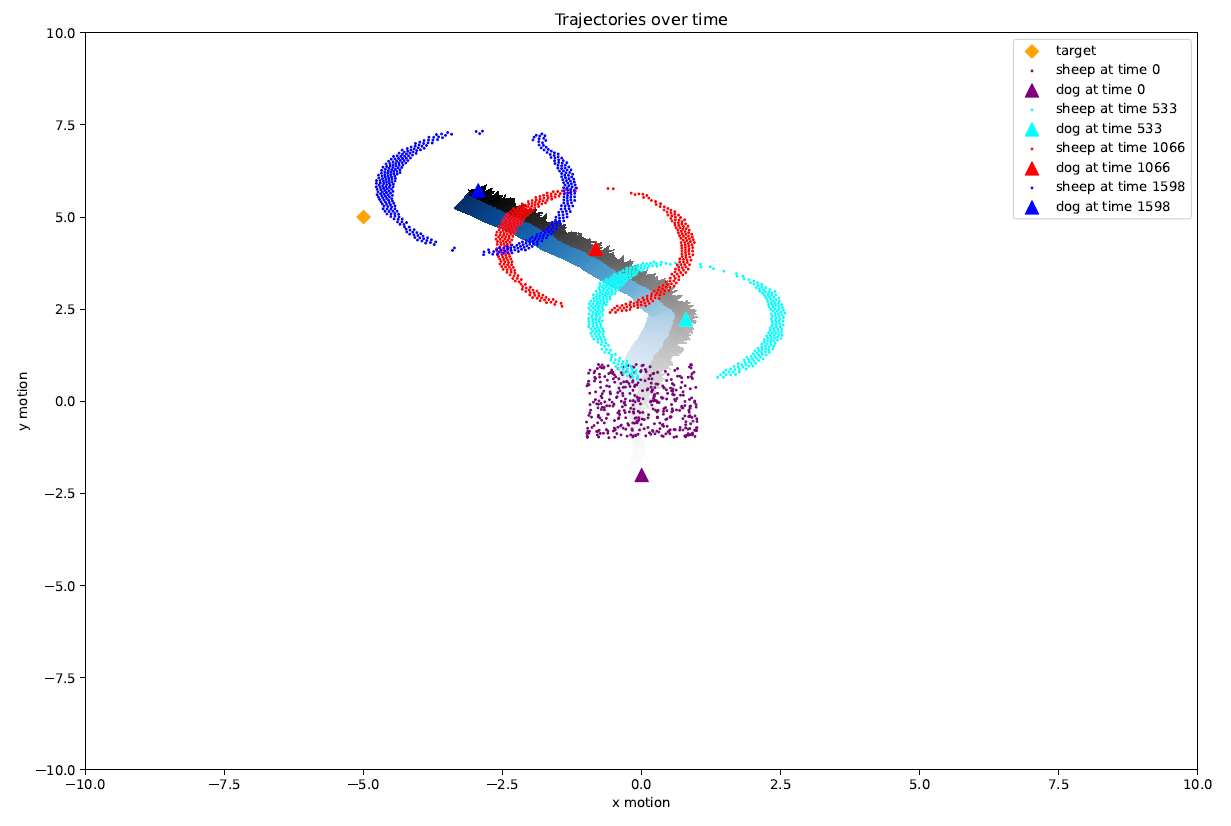 Trajectories over time
10.0
7.5
5.0
2.5
0.0
−2.5
−5.0
−7.5
−10.0
y motion
−10.0 −7.5 −5.0 −2.5 0.0 2.5 5.0 7.5 10.0
x motion
target
sheep at time 0
dog at time 0
sheep at time 533
dog at time 533
sheep at time 1066
dog at time 1066
sheep at time 1598
dog at time 1598